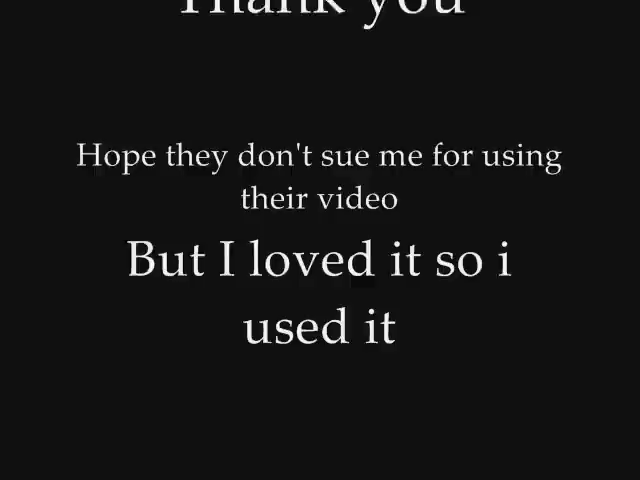 Thank you
Hope they don't sue me for using
their video
But I loved it so i
used it